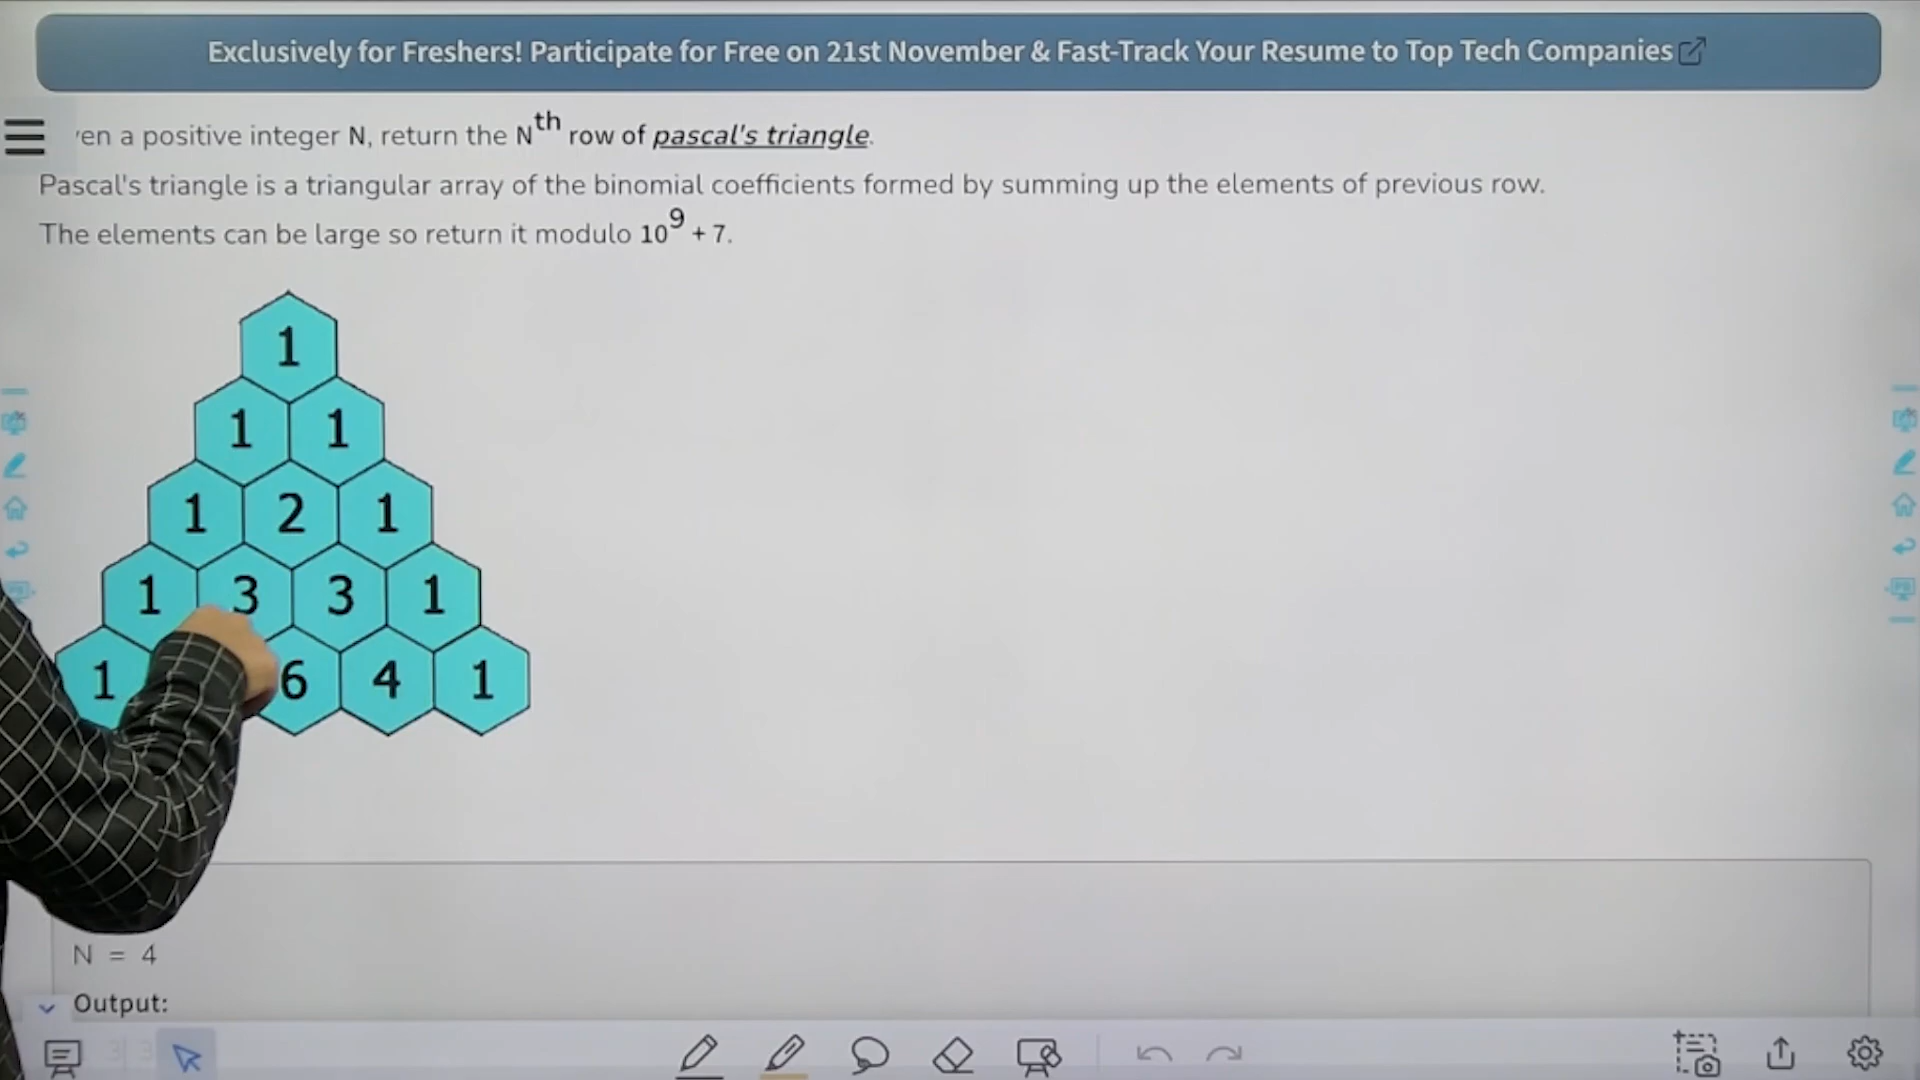 Exclusively for Freshers! Participate for Free on 21st November & Fast-Track Your Resume to Top Tech Companies
en a positive integer N, return the Nth row of pascal's triangle.
Pascal's triangle is a triangular array of the binomial coefficients formed by summing up the elements of previous row.
The elements can be large so return it modulo 10^9 + 7.
1
1 1
1 2 1
1 3 3 1
1 6 4 1
N = 4
Output: